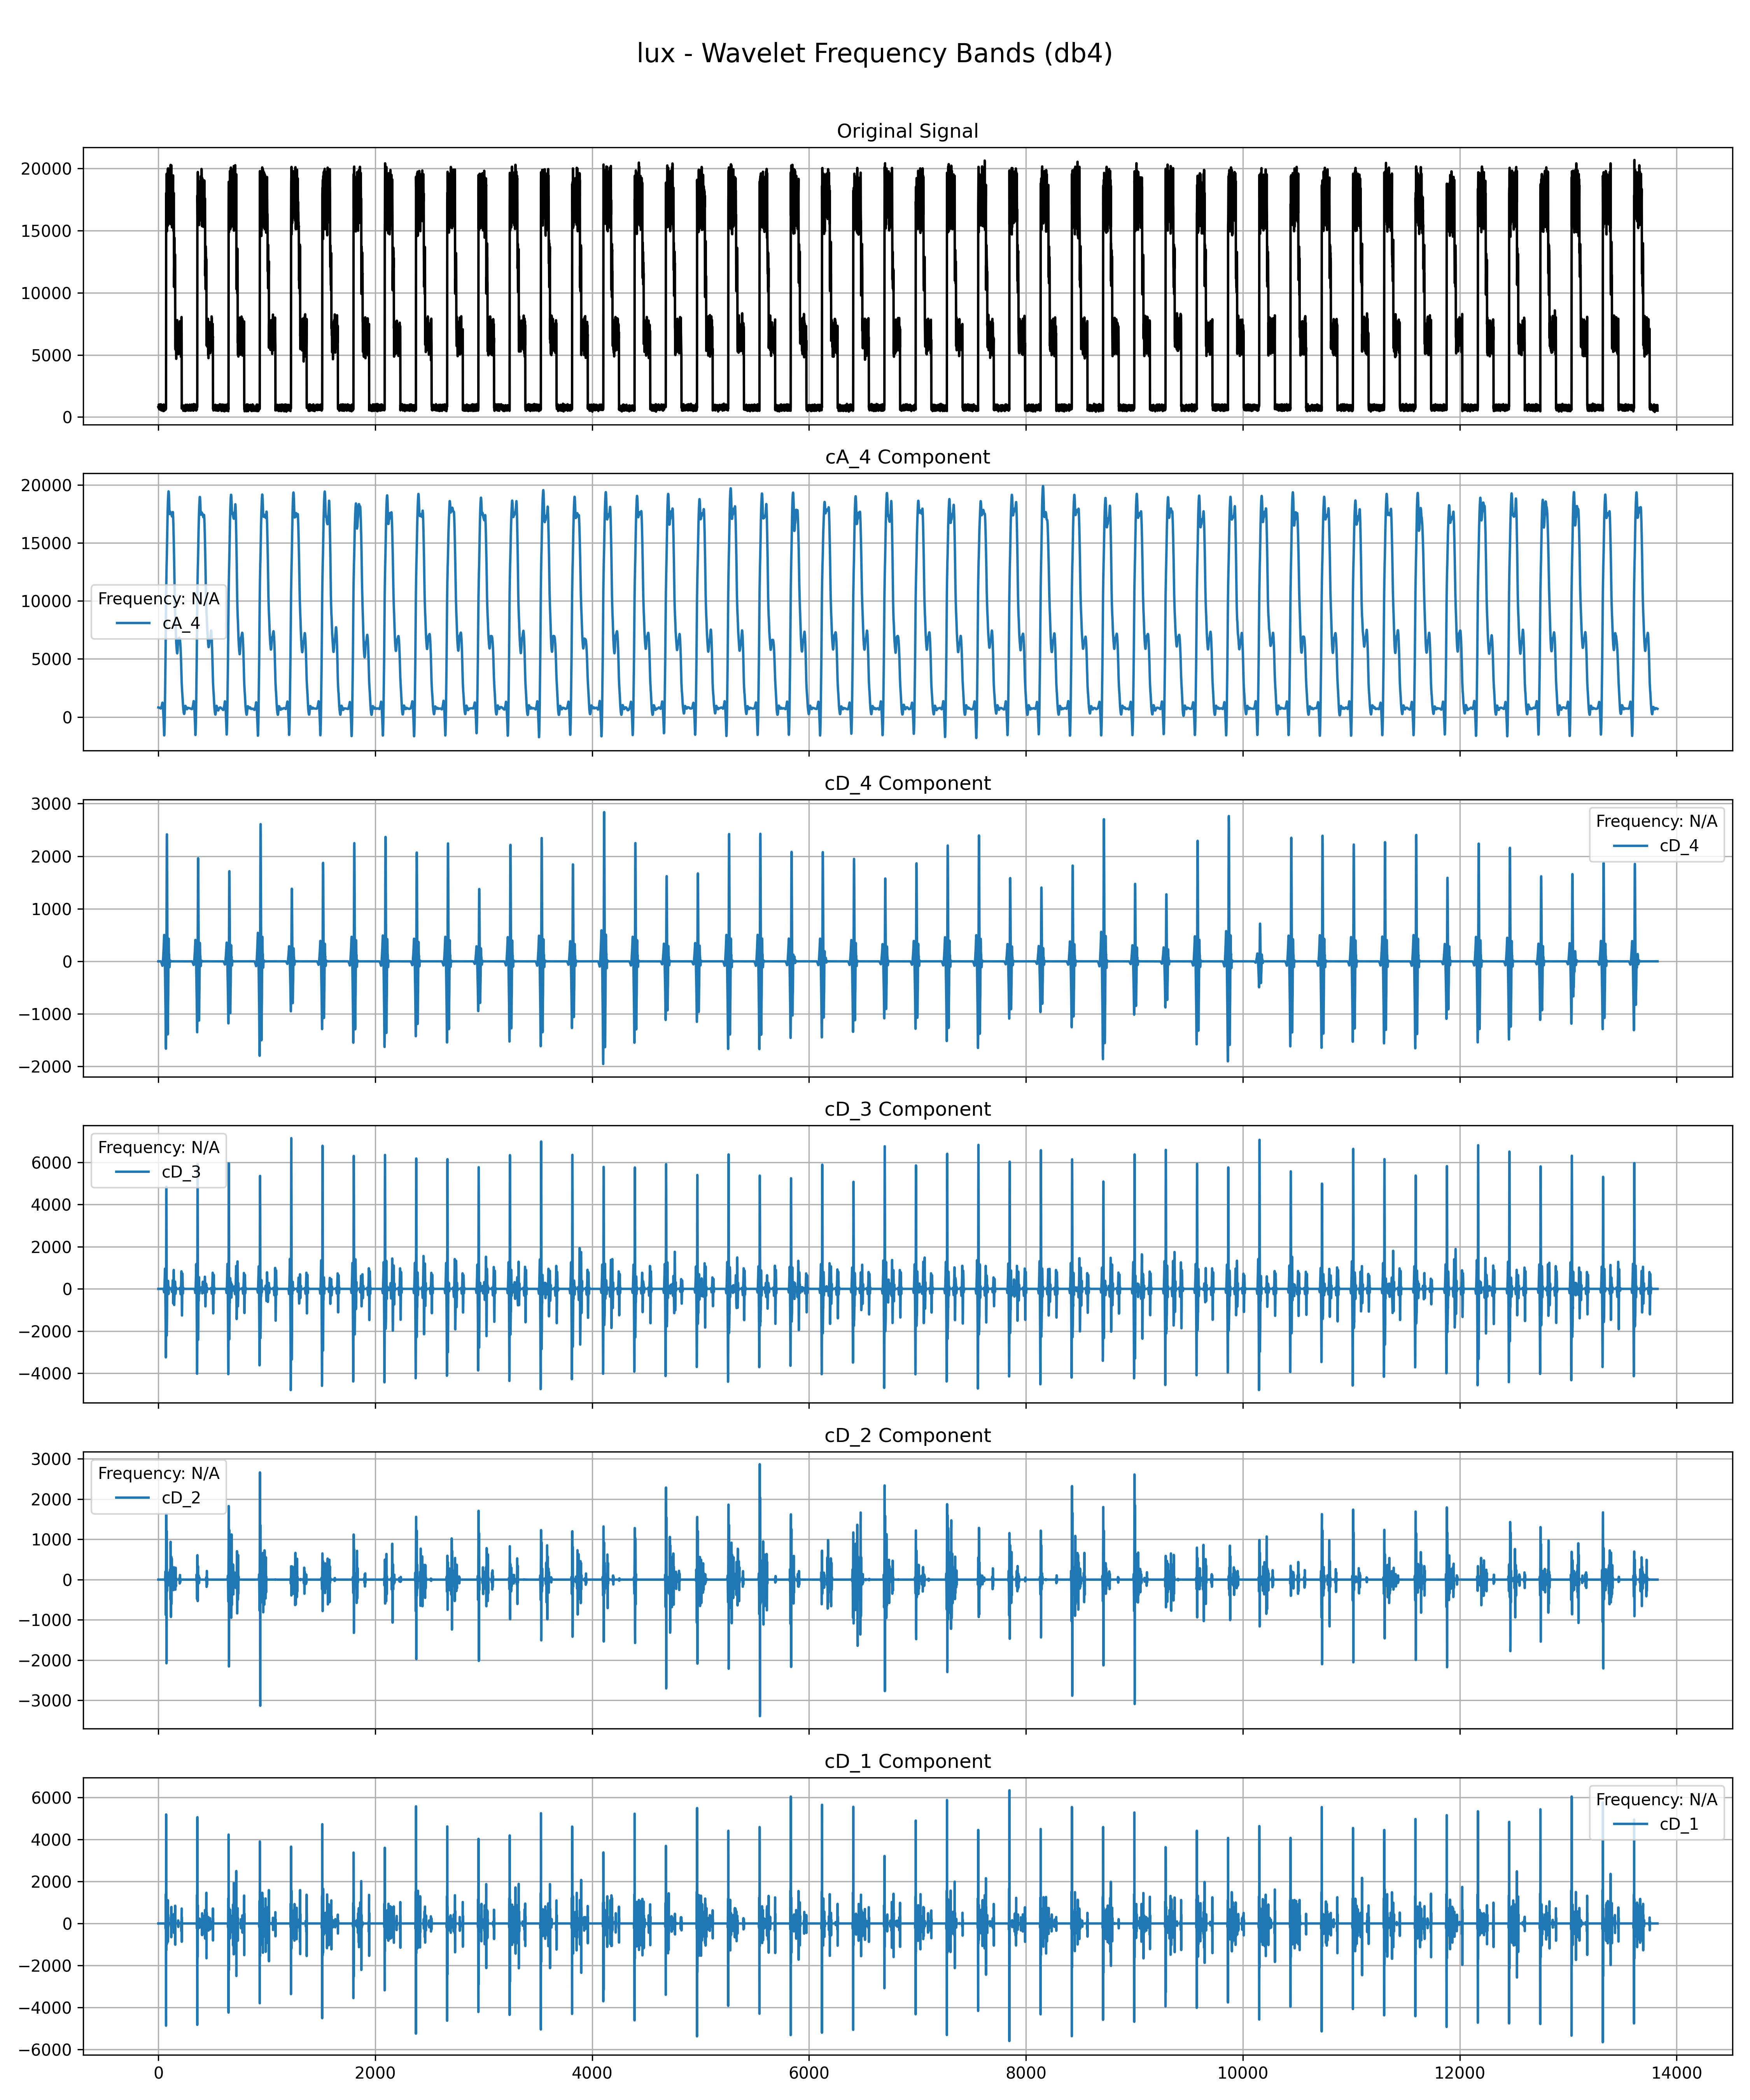 lux - Wavelet Frequency Bands (db4)
Original Signal
20000
15000
10000
5000
0
cA_4 Component
20000
15000
10000
5000
0
Frequency: N/A
cA_4
cD_4 Component
3000
2000
1000
0
−1000
−2000
Frequency: N/A
cD_4
cD_3 Component
6000
4000
2000
0
−2000
−4000
Frequency: N/A
cD_3
cD_2 Component
3000
2000
1000
0
−1000
−2000
−3000
Frequency: N/A
cD_2
cD_1 Component
6000
4000
2000
0
−2000
−4000
−6000
Frequency: N/A
cD_1
0 2000 4000 6000 8000 10000 12000 14000